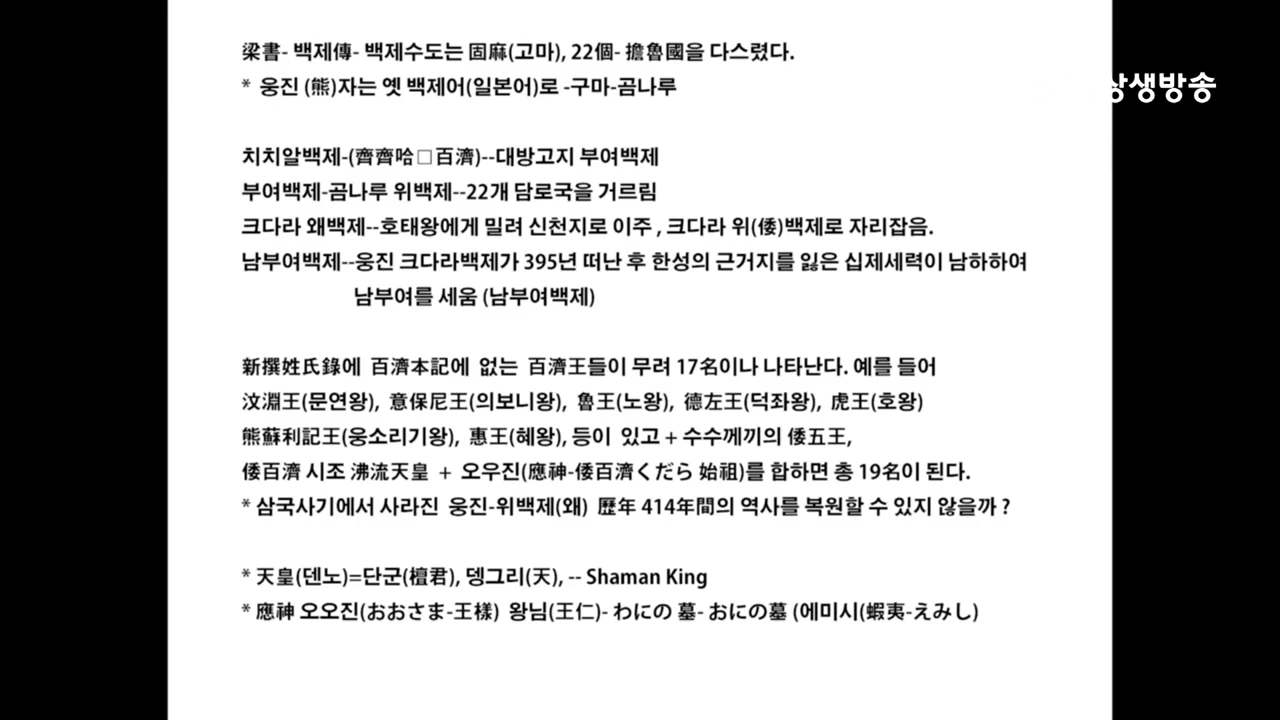 梁書- 백제傳- 백제수도는 固麻(고마), 22個- 擔魯國을 다스렸다.
* 웅진 (熊)자는 옛 백제어(일본어)로 -구마-곰나루
상생방송
치치알백제-(齊齊哈□百濟)--대방고지 부여백제
부여백제-곰나루 위백제--22개 담로국을 거르림
크다라 왜백제--호태왕에게 밀려 신천지로 이주 , 크다라 위(倭)백제로 자리잡음.
남부여백제--웅진 크다라백제가 395년 떠난 후 한성의 근거지를 잃은 십제세력이 남하하여
남부여를 세움 (남부여백제)
新撰姓氏錄에 百濟本記에 없는 百濟王들이 무려 17名이나 나타난다. 예를 들어
汶淵王(문연왕), 意保尼王(의보니왕), 魯王(노왕), 德左王(덕좌왕), 虎王(호왕)
熊蘇利記王(웅소리기왕), 惠王(혜왕), 등이 있고 + 수수께끼의 倭五王,
倭百濟 시조 沸流天皇 + 오우진(應神-倭百濟くだら 始祖)를 합하면 총 19名이 된다.
* 삼국사기에서 사라진 웅진-위백제(왜) 歷年 414年間의 역사를 복원할 수 있지 않을까 ?
* 天皇(덴노)=단군(檀君), 뎅그리(天), -- Shaman King
* 應神 오오진(おおさま-王樣) 왕님(王仁)- わにの 墓- おにの墓 (에미시(蝦夷-えみし)